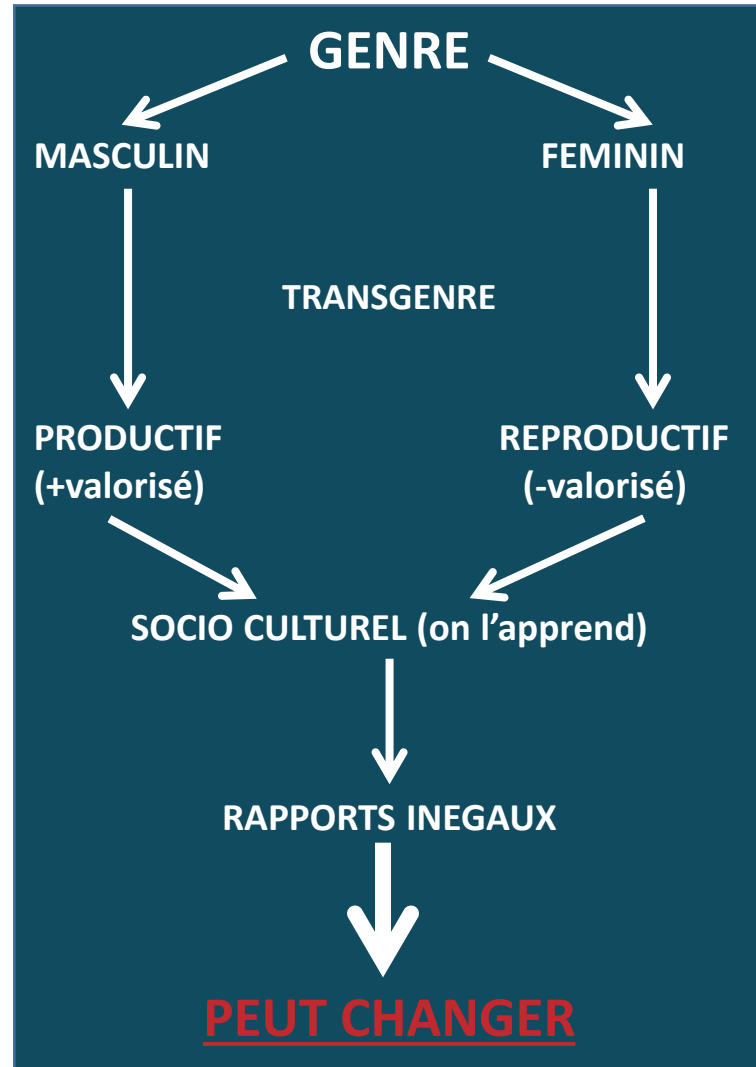 GENRE
MASCULIN
FEMININ
TRANSGENRE
PRODUCTIF
(+valorisé)
REPRODUCTIF
(-valorisé)
SOCIO CULTUREL (on l’apprend)
RAPPORTS INEGAUX
PEUT CHANGER